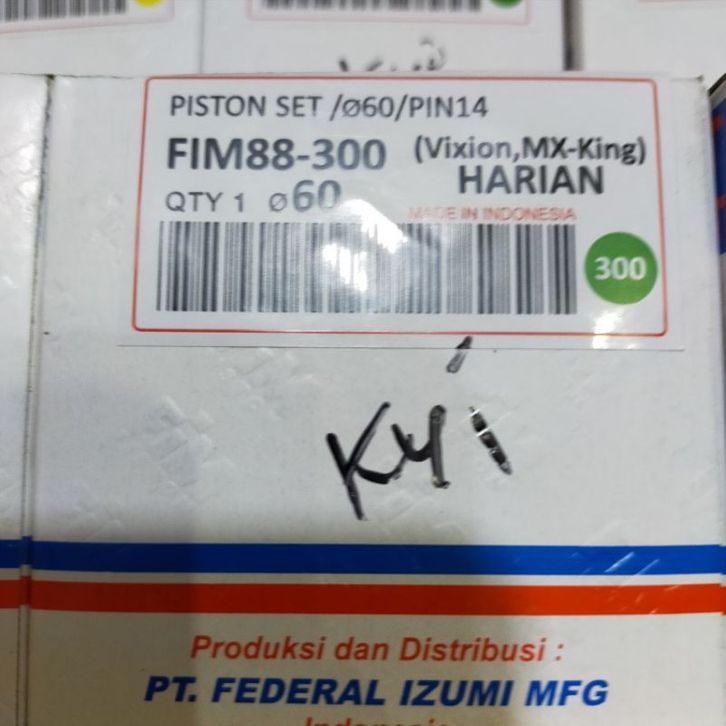 PISTON SET /Ø60/PIN14
FIM88-300 (Vixion,MX-King)
HARIAN
QTY 1 Ø60
MADE IN INDONESIA
300
Produksi dan Distribusi :
PT. FEDERAL IZUMI MFG
Indonesia